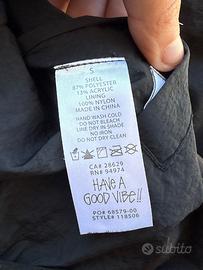 S
SHELL
87% POLYESTER
13% ACRYLIC
LINING
100% NYLON
MADE IN CHINA
HAND WASH COLD
DO NOT BLEACH
LINE DRY IN SHADE
NO IRON
DO NOT DRY CLEAN
CA# 28629
RN# 94974
HAVE A
GOOD VIBE!!
PO# 68579-00
STYLE# 118506
subito